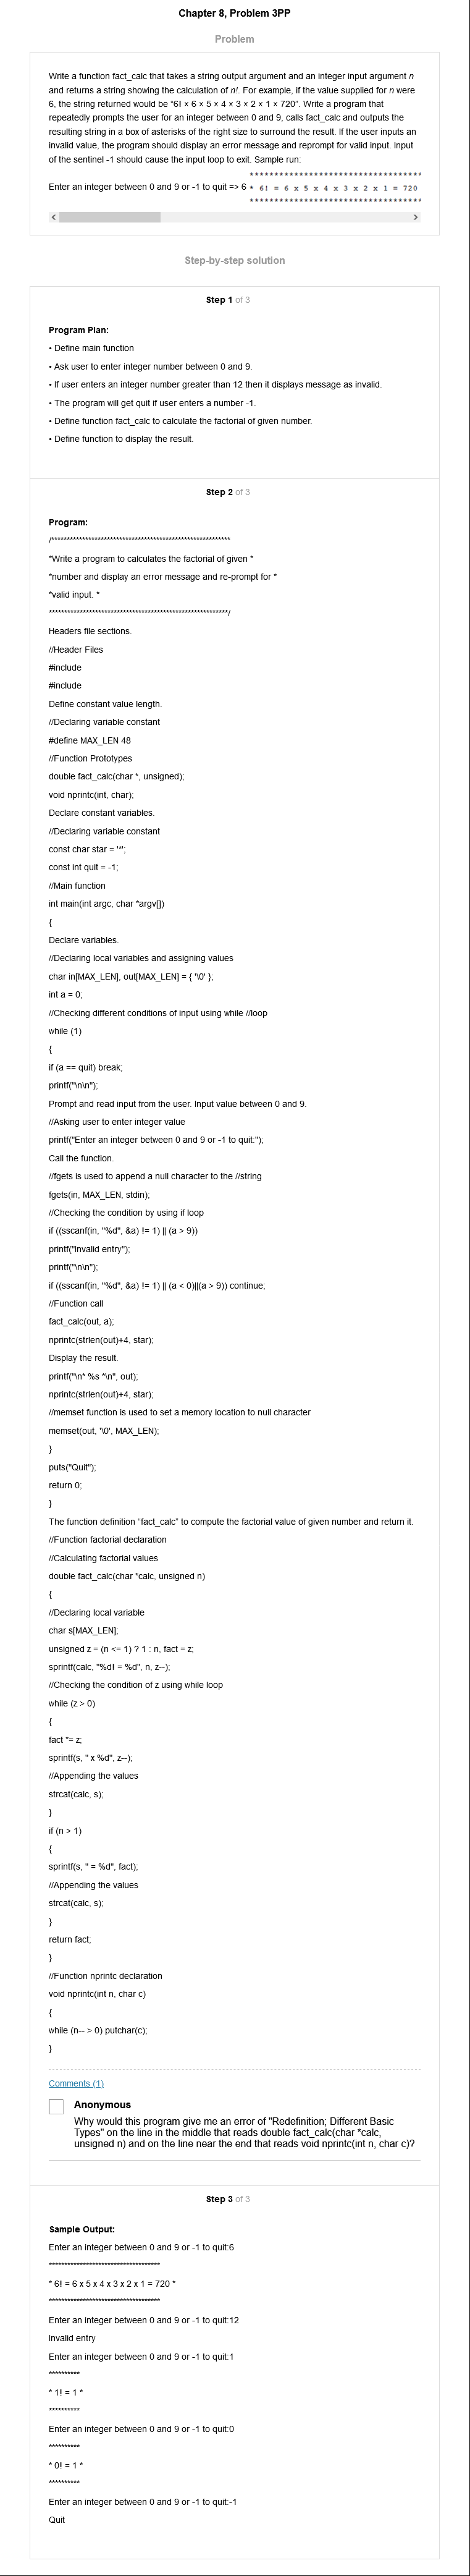 Chapter 8, Problem 3PP
Problem
Write a function fact_calc that takes a string output argument and an integer input argument n
and returns a string showing the calculation of n!. For example, if the value supplied for n were
6, the string returned would be "6! × 6 × 5 × 4 × 3 × 2 × 1 × 720". Write a program that
repeatedly prompts the user for an integer between 0 and 9, calls fact_calc and outputs the
resulting string in a box of asterisks of the right size to surround the result. If the user inputs an
invalid value, the program should display an error message and reprompt for valid input. Input
of the sentinel -1 should cause the input loop to exit. Sample run:
***********************************
Enter an integer between 0 and 9 or -1 to quit => 6 * 6! = 6 x 5 x 4 x 3 x 2 x 1 = 720
***********************************
Step-by-step solution
Step 1 of 3
Program Plan:
• Define main function
• Ask user to enter integer number between 0 and 9.
• If user enters an integer number greater than 12 then it displays message as invalid.
• The program will get quit if user enters a number -1.
• Define function fact_calc to calculate the factorial of given number.
• Define function to display the result.
Step 2 of 3
Program:
/**********************************************************
*Write a program to calculates the factorial of given *
*number and display an error message and re-prompt for *
*valid input. *
**********************************************************/
Headers file sections.
//Header Files
#include
#include
Define constant value length.
//Declaring variable constant
#define MAX_LEN 48
//Function Prototypes
double fact_calc(char *, unsigned);
void nprintc(int, char);
Declare constant variables.
//Declaring variable constant
const char star = '*';
const int quit = -1;
//Main function
int main(int argc, char *argv[])
{
Declare variables.
//Declaring local variables and assigning values
char in[MAX_LEN], out[MAX_LEN] = { '\0' };
int a = 0;
//Checking different conditions of input using while //loop
while (1)
{
if (a == quit) break;
printf("\n\n");
Prompt and read input from the user. Input value between 0 and 9.
//Asking user to enter integer value
printf("Enter an integer between 0 and 9 or -1 to quit:");
Call the function.
//fgets is used to append a null character to the //string
fgets(in, MAX_LEN, stdin);
//Checking the condition by using if loop
if ((sscanf(in, "%d", &a) != 1) || (a > 9))
printf("Invalid entry");
printf("\n\n");
if ((sscanf(in, "%d", &a) != 1) || (a < 0)||(a > 9)) continue;
//Function call
fact_calc(out, a);
nprintc(strlen(out)+4, star);
Display the result.
printf("\n* %s *\n", out);
nprintc(strlen(out)+4, star);
//memset function is used to set a memory location to null character
memset(out, '\0', MAX_LEN);
}
puts("Quit");
return 0;
}
The function definition "fact_calc" to compute the factorial value of given number and return it.
//Function factorial declaration
//Calculating factorial values
double fact_calc(char *calc, unsigned n)
{
//Declaring local variable
char s[MAX_LEN];
unsigned z = (n <= 1) ? 1 : n, fact = z;
sprintf(calc, "%d! = %d", n, z--);
//Checking the condition of z using while loop
while (z > 0)
{
fact *= z;
sprintf(s, " x %d", z--);
//Appending the values
strcat(calc, s);
}
if (n > 1)
{
sprintf(s, " = %d", fact);
//Appending the values
strcat(calc, s);
}
return fact;
}
//Function nprintc declaration
void nprintc(int n, char c)
{
while (n-- > 0) putchar(c);
}
Comments (1)
Anonymous
Why would this program give me an error of "Redefinition; Different Basic
Types" on the line in the middle that reads double fact_calc(char *calc,
unsigned n) and on the line near the end that reads void nprintc(int n, char c)?
Step 3 of 3
Sample Output:
Enter an integer between 0 and 9 or -1 to quit:6
************************************
* 6! = 6 x 5 x 4 x 3 x 2 x 1 = 720 *
************************************
Enter an integer between 0 and 9 or -1 to quit:12
Invalid entry
Enter an integer between 0 and 9 or -1 to quit:1
**********
* 1! = 1 *
**********
Enter an integer between 0 and 9 or -1 to quit:0
**********
* 0! = 1 *
**********
Enter an integer between 0 and 9 or -1 to quit:-1
Quit